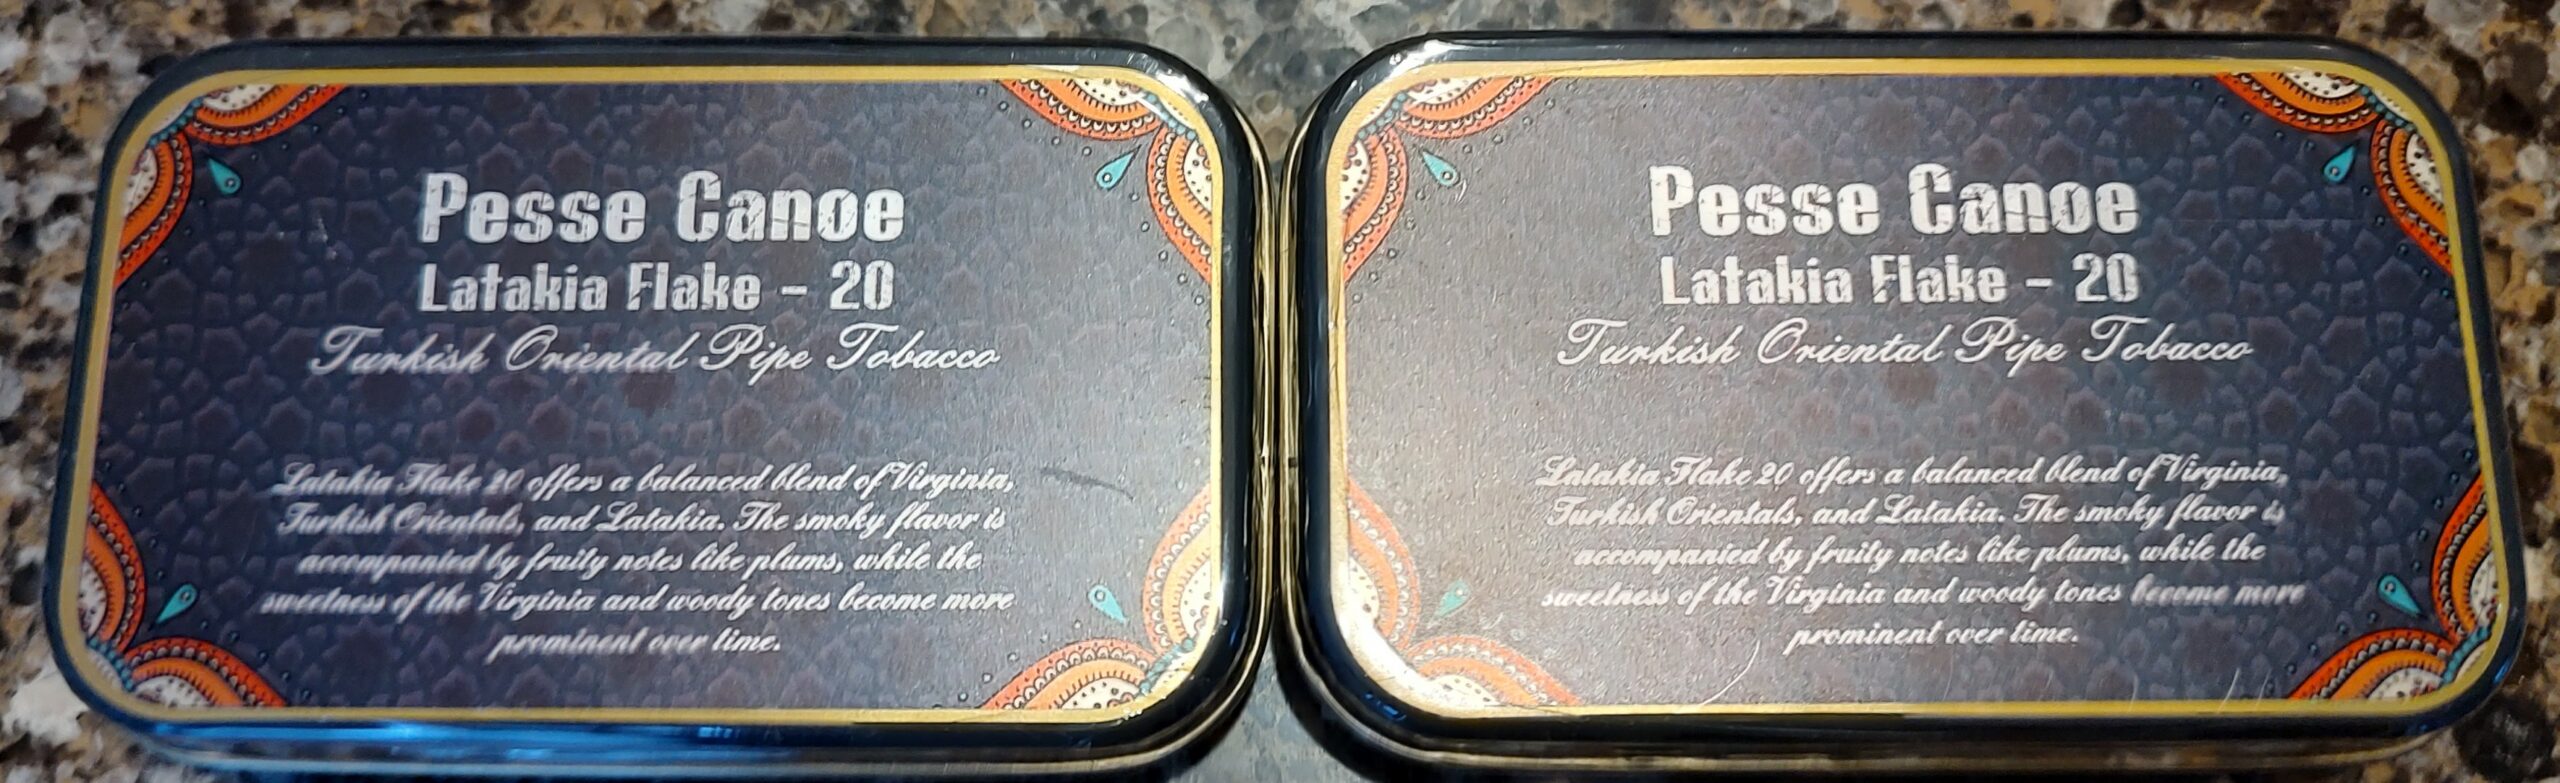 Pesse Canoe
Latakia Flake – 20
Turkish Oriental Pipe Tobacco
Latakia Flake 20 offers a balanced blend of Virginia,
Turkish Orientals, and Latakia. The smoky flavor is
accompanied by fruity notes like plums, while the
sweetness of the Virginia and woody tones become more
prominent over time.
Pesse Canoe
Latakia Flake – 20
Turkish Oriental Pipe Tobacco
Latakia Flake 20 offers a balanced blend of Virginia,
Turkish Orientals, and Latakia. The smoky flavor is
accompanied by fruity notes like plums, while the
sweetness of the Virginia and woody tones become more
prominent over time.